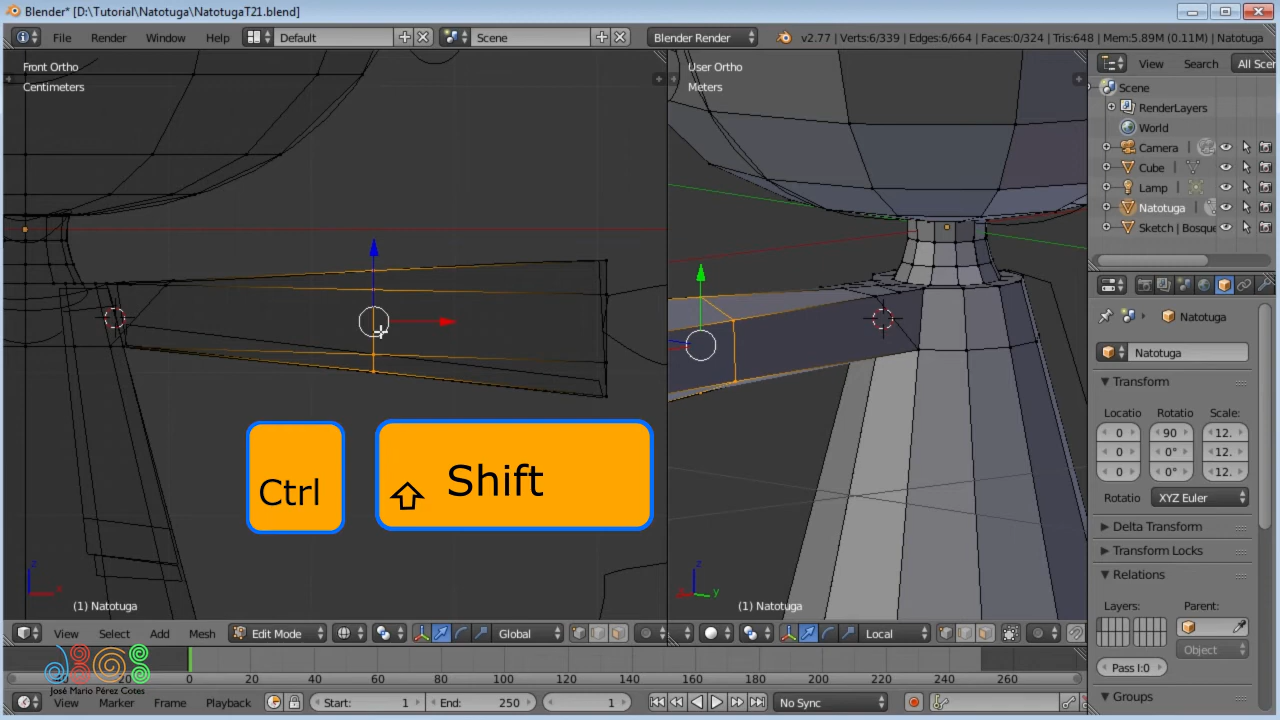 Blender* [D:\Tutorial\Natotuga\NatotugaT21.blend]
File Render Window Help Default Scene Blender Render v2.77 | Verts:6/339 | Edges:6/664 | Faces:0/324 | Tris:648 | Mem:5.89M (0.11M) | Natotuga
Front Ortho
Centimeters
User Ortho
Meters
View Search All Scer
Scene
RenderLayers
World
Camera
Cube
Lamp
Natotuga
Sketch | Bosque
Natotuga
Natotuga
Transform
Locatio Rotatio Scale:
0 90 12.
0 0° 12.
0 0° 12.
Rotatio XYZ Euler
Delta Transform
Transform Locks
Relations
Layers: Parent:
Object
Pass I:0
Groups
Ctrl
Shift
z
x
(1) Natotuga
z
x
y
(1) Natotuga
View Select Add Mesh Edit Mode Global Local
0 20 40 60 80 100 120 140 160 180 200 220 240 260
José Mario Pérez Cotes
View Marker Frame Playback Start: 1 End: 250 1 No Sync